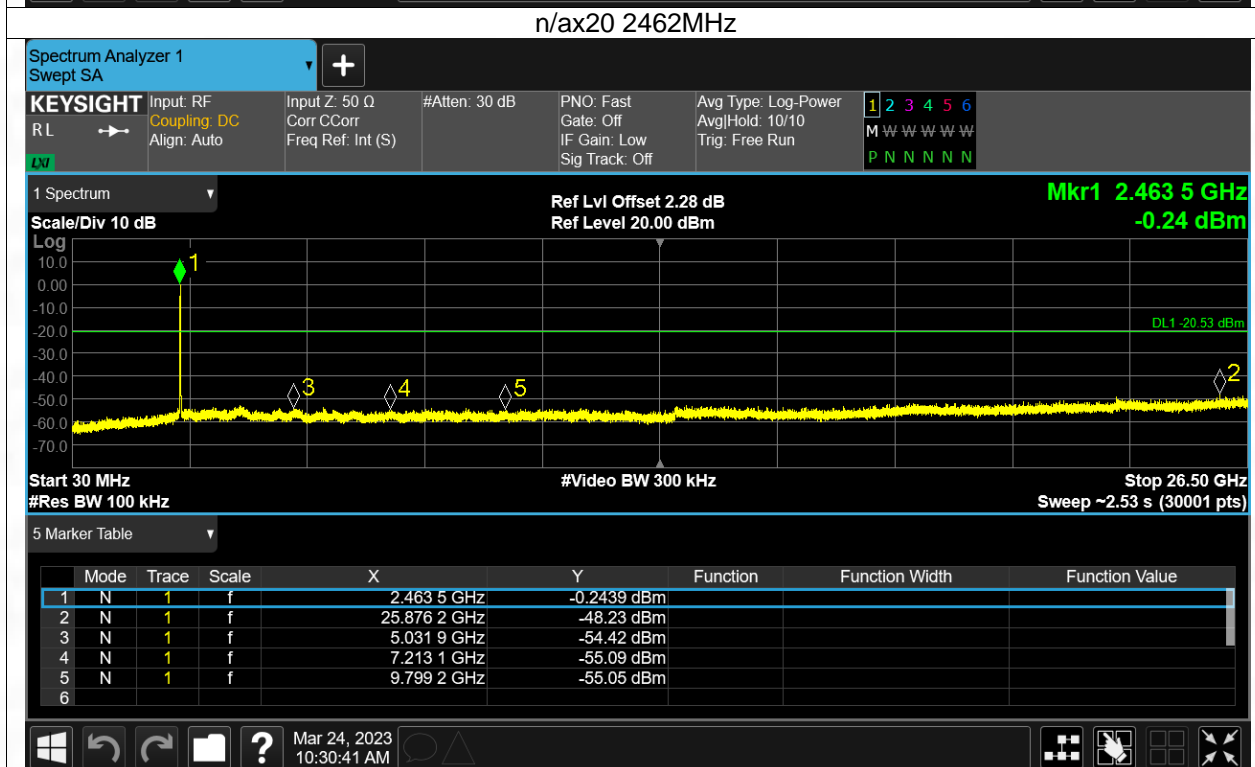 n/ax20 2462MHz
Spectrum Analyzer 1
Swept SA
+
KEYSIGHT Input: RF Input Z: 50 Ω #Atten: 30 dB PNO: Fast Avg Type: Log-Power 1 2 3 4 5 6
RL Coupling: DC Corr CCorr Gate: Off Avg|Hold: 10/10 M W W W W W
Align: Auto Freq Ref: Int (S) IF Gain: Low Trig: Free Run
LXI Sig Track: Off P N N N N N
1 Spectrum Ref Lvl Offset 2.28 dB Mkr1 2.463 5 GHz
Scale/Div 10 dB Ref Level 20.00 dBm -0.24 dBm
Log
10.0
1
0.00
-10.0
DL1 -20.53 dBm
-20.0
-30.0
-40.0
3 4 5 2
-50.0
-60.0
-70.0
Start 30 MHz #Video BW 300 kHz Stop 26.50 GHz
#Res BW 100 kHz Sweep ~2.53 s (30001 pts)
5 Marker Table
Mode Trace Scale X Y Function Function Width Function Value
1 N 1 f 2.463 5 GHz -0.2439 dBm
2 N 1 f 25.876 2 GHz -48.23 dBm
3 N 1 f 5.031 9 GHz -54.42 dBm
4 N 1 f 7.213 1 GHz -55.09 dBm
5 N 1 f 9.799 2 GHz -55.05 dBm
6
? Mar 24, 2023
10:30:41 AM